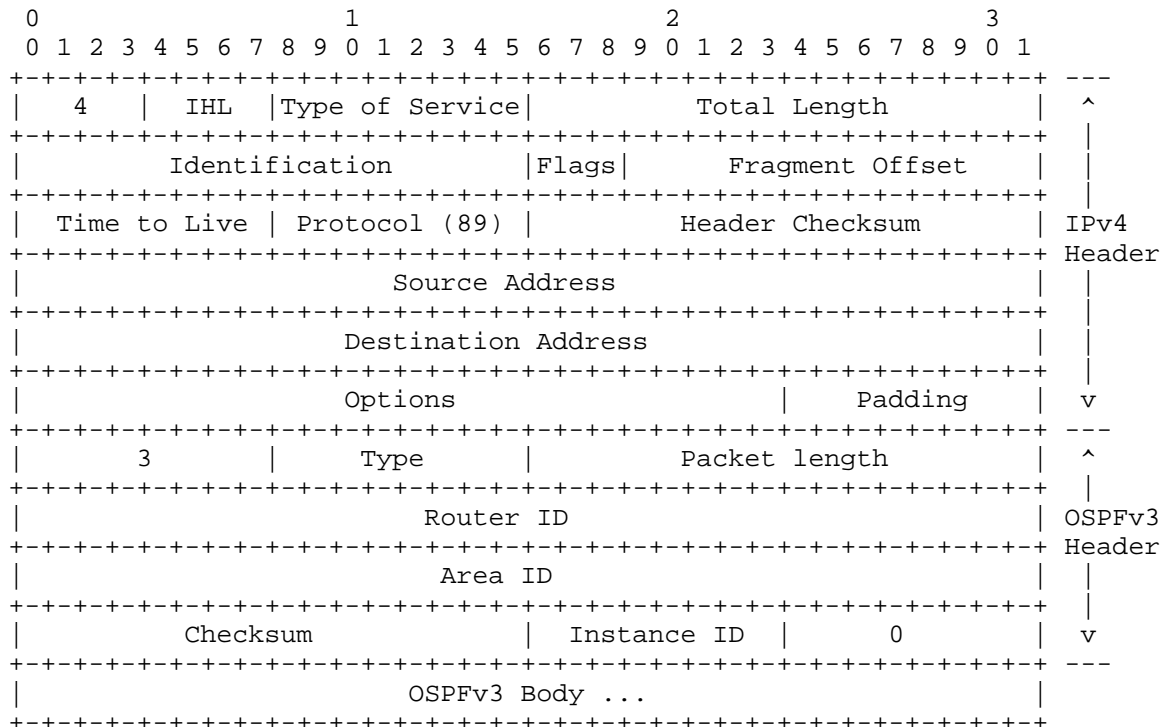 0                   1                   2                   3
 0 1 2 3 4 5 6 7 8 9 0 1 2 3 4 5 6 7 8 9 0 1 2 3 4 5 6 7 8 9 0 1
+-+-+-+-+-+-+-+-+-+-+-+-+-+-+-+-+-+-+-+-+-+-+-+-+-+-+-+-+-+-+-+-+ ---
|   4   |  IHL  |Type of Service|          Total Length         |  ^
+-+-+-+-+-+-+-+-+-+-+-+-+-+-+-+-+-+-+-+-+-+-+-+-+-+-+-+-+-+-+-+-+  |
|         Identification        |Flags|      Fragment Offset    |  |
+-+-+-+-+-+-+-+-+-+-+-+-+-+-+-+-+-+-+-+-+-+-+-+-+-+-+-+-+-+-+-+-+  |
|  Time to Live | Protocol (89) |         Header Checksum       | IPv4
+-+-+-+-+-+-+-+-+-+-+-+-+-+-+-+-+-+-+-+-+-+-+-+-+-+-+-+-+-+-+-+-+ Header
|                       Source Address                          |  |
+-+-+-+-+-+-+-+-+-+-+-+-+-+-+-+-+-+-+-+-+-+-+-+-+-+-+-+-+-+-+-+-+  |
|                    Destination Address                        |  |
+-+-+-+-+-+-+-+-+-+-+-+-+-+-+-+-+-+-+-+-+-+-+-+-+-+-+-+-+-+-+-+-+  |
|                    Options                    |    Padding    |  v
+-+-+-+-+-+-+-+-+-+-+-+-+-+-+-+-+-+-+-+-+-+-+-+-+-+-+-+-+-+-+-+-+ ---
|       3       |     Type      |         Packet length         |  ^
+-+-+-+-+-+-+-+-+-+-+-+-+-+-+-+-+-+-+-+-+-+-+-+-+-+-+-+-+-+-+-+-+  |
|                         Router ID                             | OSPFv3
+-+-+-+-+-+-+-+-+-+-+-+-+-+-+-+-+-+-+-+-+-+-+-+-+-+-+-+-+-+-+-+-+ Header
|                          Area ID                              |  |
+-+-+-+-+-+-+-+-+-+-+-+-+-+-+-+-+-+-+-+-+-+-+-+-+-+-+-+-+-+-+-+-+  |
|          Checksum             |  Instance ID  |      0        |  v
+-+-+-+-+-+-+-+-+-+-+-+-+-+-+-+-+-+-+-+-+-+-+-+-+-+-+-+-+-+-+-+-+ ---
|                        OSPFv3 Body ...                        |
+-+-+-+-+-+-+-+-+-+-+-+-+-+-+-+-+-+-+-+-+-+-+-+-+-+-+-+-+-+-+-+-+